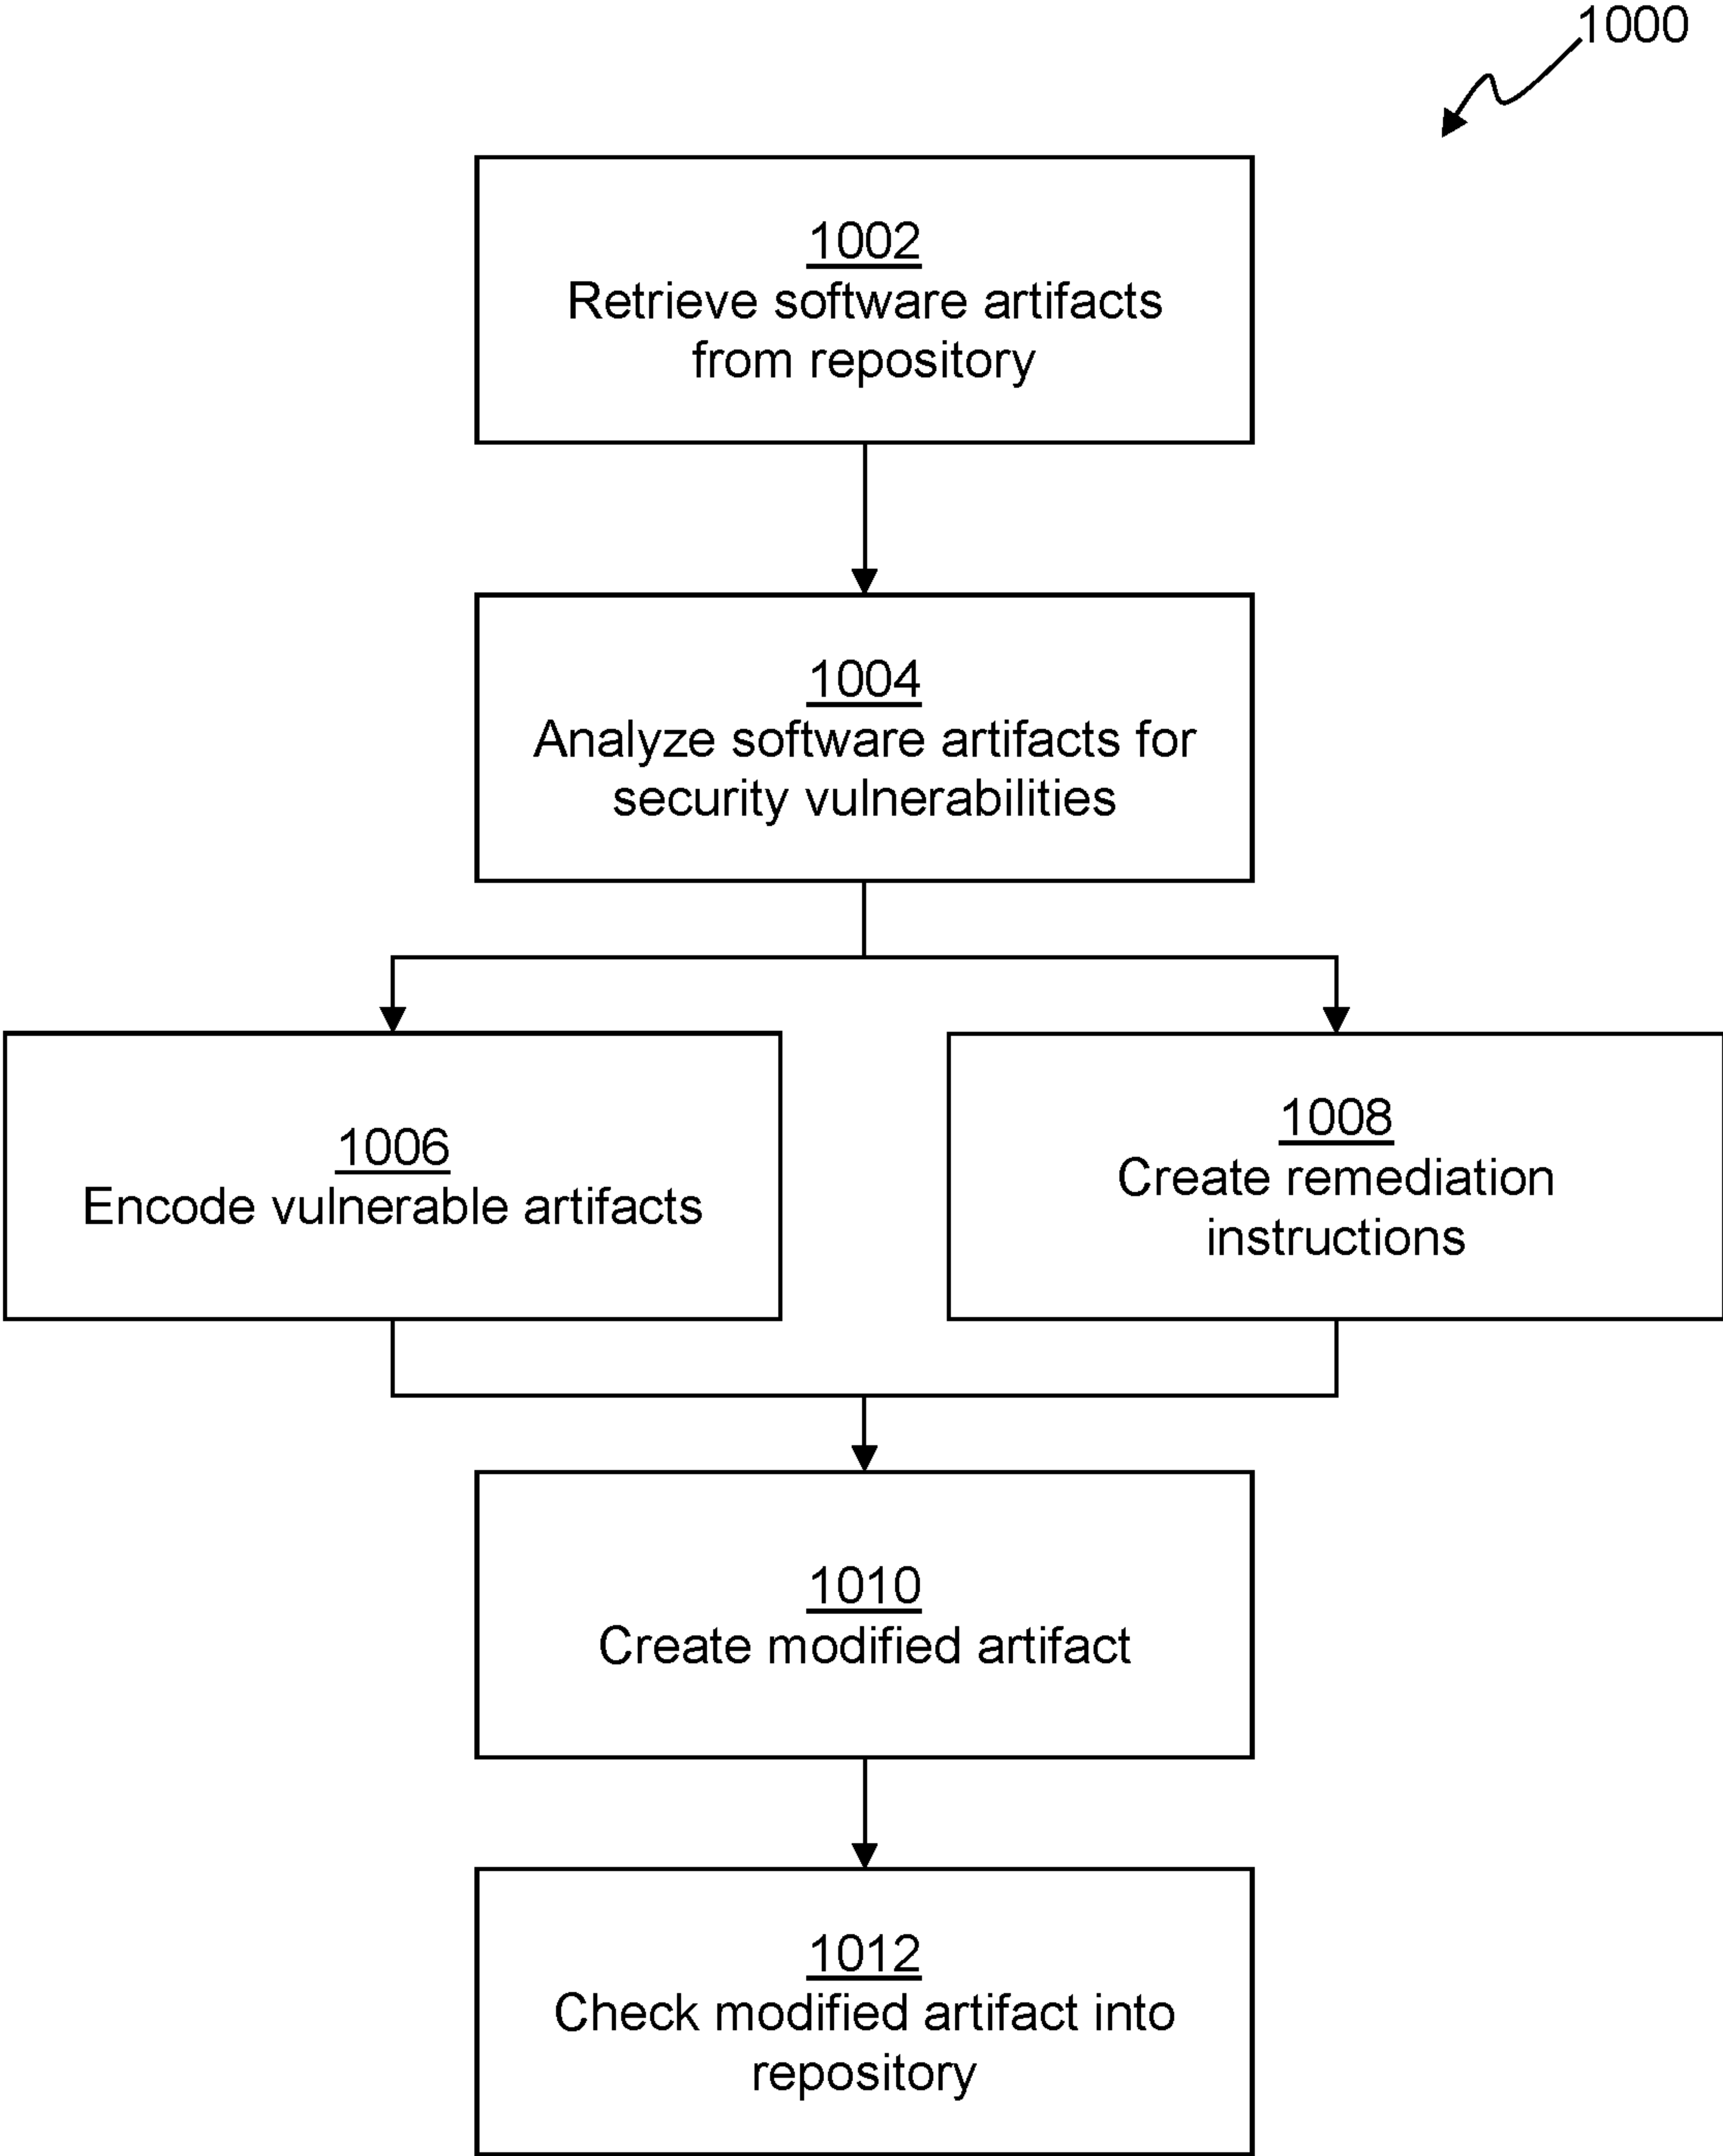 1000
1002
Retrieve software artifacts
from repository
1004
Analyze software artifacts for
security vulnerabilities
1006
Encode vulnerable artifacts
1008
Create remediation
instructions
1010
Create modified artifact
1012
Check modified artifact into
repository